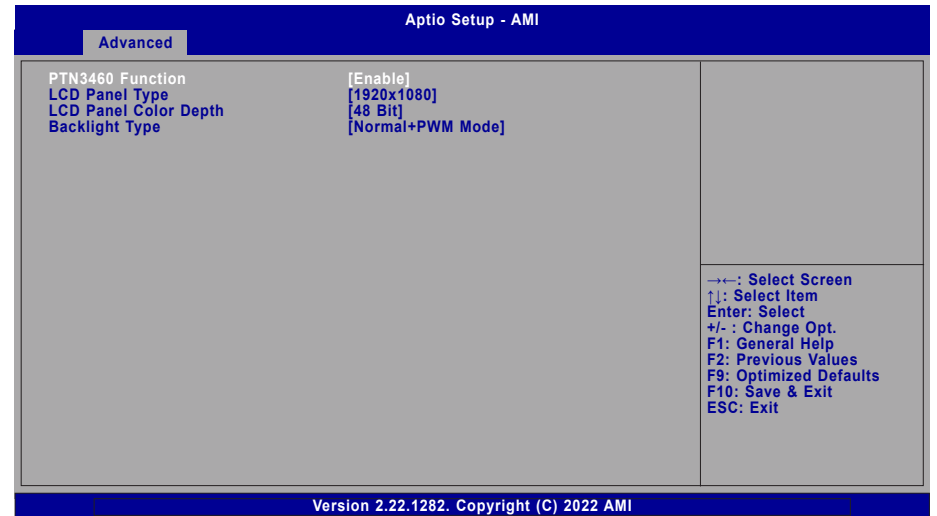 Aptio Setup - AMI
Advanced
PTN3460 Function [Enable]
LCD Panel Type [1920x1080]
LCD Panel Color Depth [48 Bit]
Backlight Type [Normal+PWM Mode]
→←: Select Screen
↑↓: Select Item
Enter: Select
+/- : Change Opt.
F1: General Help
F2: Previous Values
F9: Optimized Defaults
F10: Save & Exit
ESC: Exit
Version 2.22.1282. Copyright (C) 2022 AMI